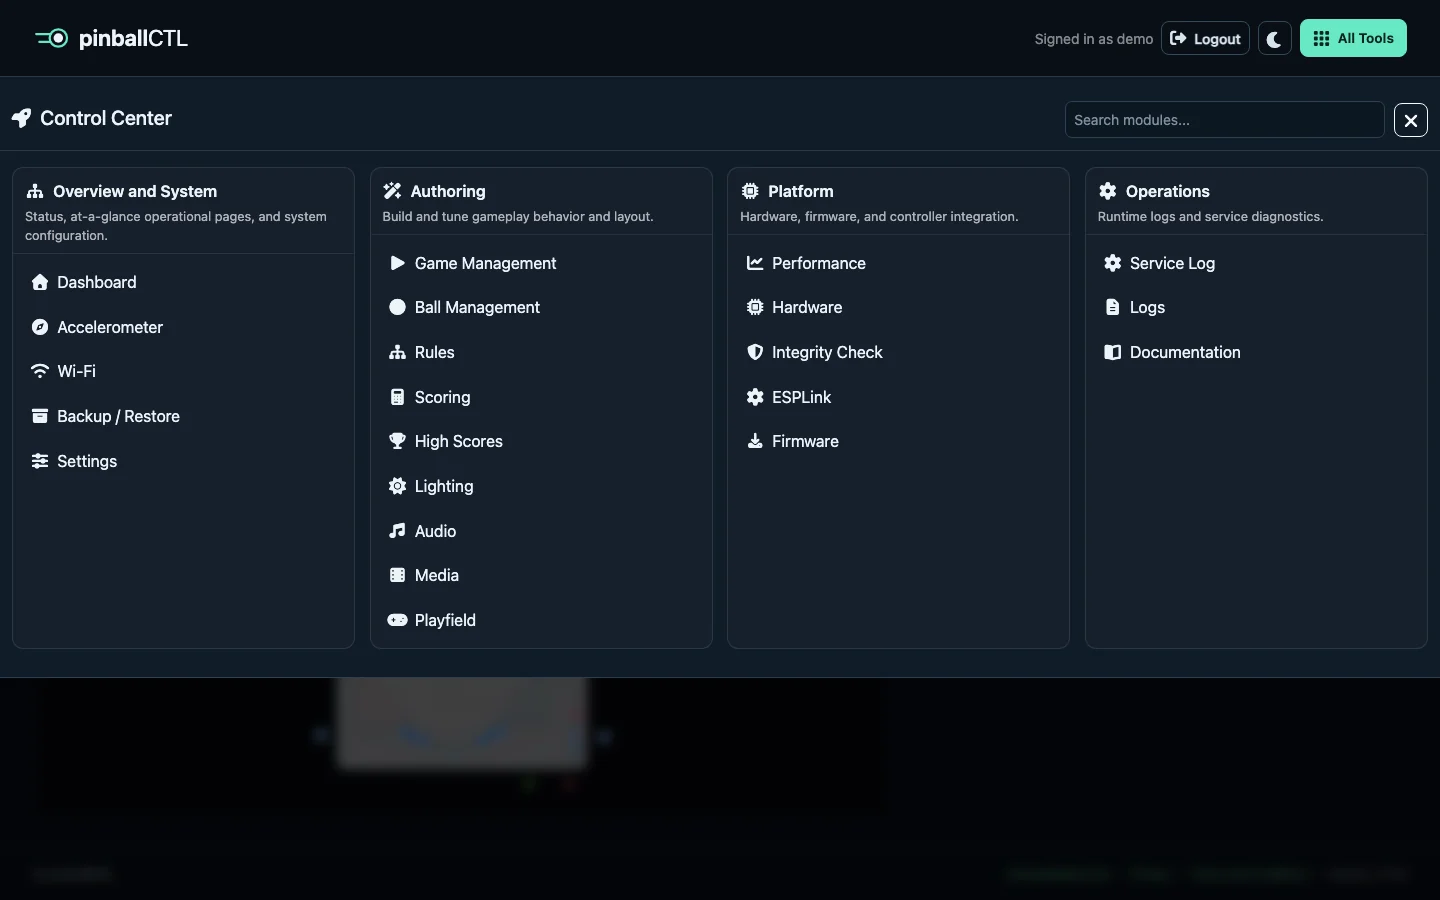 pinballCTL
Signed in as demo
Logout
All Tools
Control Center
Search modules...
Overview and System
Status, at-a-glance operational pages, and system
configuration.
Dashboard
Accelerometer
Wi-Fi
Backup / Restore
Settings
Authoring
Build and tune gameplay behavior and layout.
Game Management
Ball Management
Rules
Scoring
High Scores
Lighting
Audio
Media
Playfield
Platform
Hardware, firmware, and controller integration.
Performance
Hardware
Integrity Check
ESPLink
Firmware
Operations
Runtime logs and service diagnostics.
Service Log
Logs
Documentation